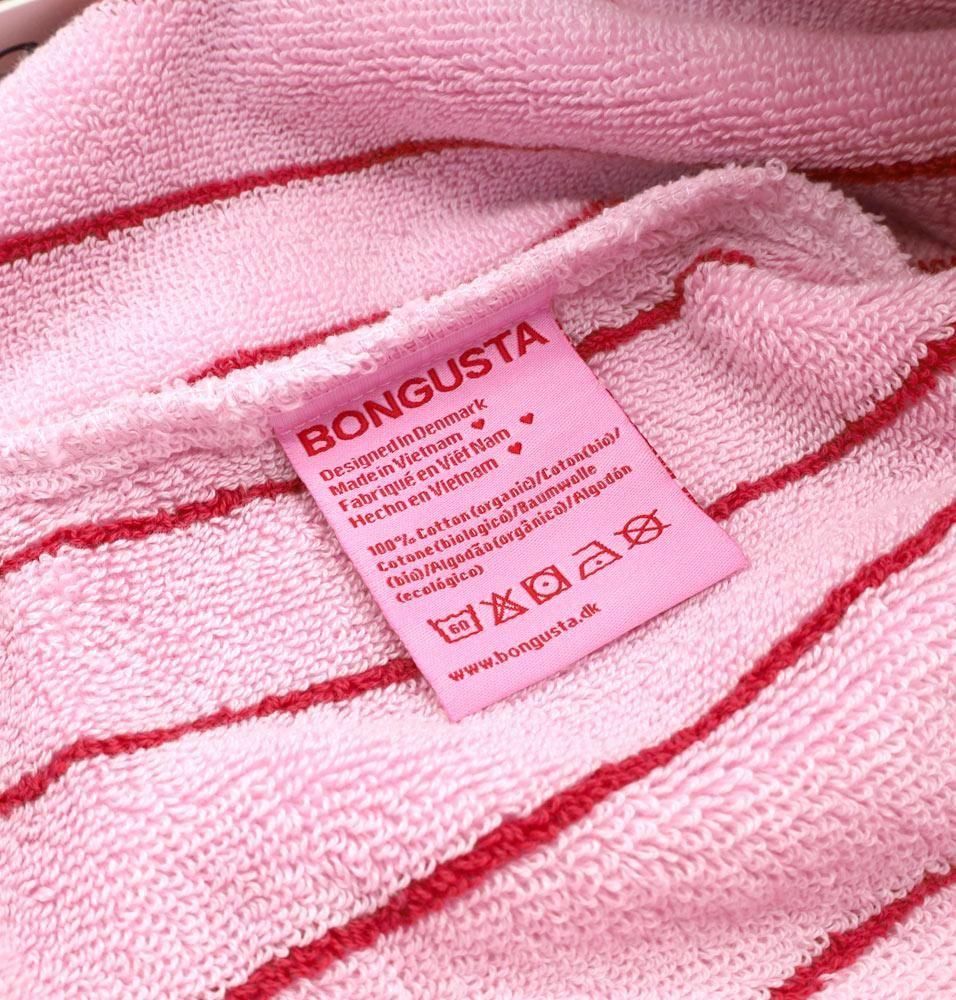 BONGUSTA
Designed in Denmark
Made in Vietnam
Fabriqué en Viêt Nam
Hecho en Vietnam
100% Cotton (organic)/Coton(bio)/
Cotone(biologico)/Baumwolle
(bio)/Algodão(orgânico)/Algodón
(ecológico)
60
www.bongusta.dk